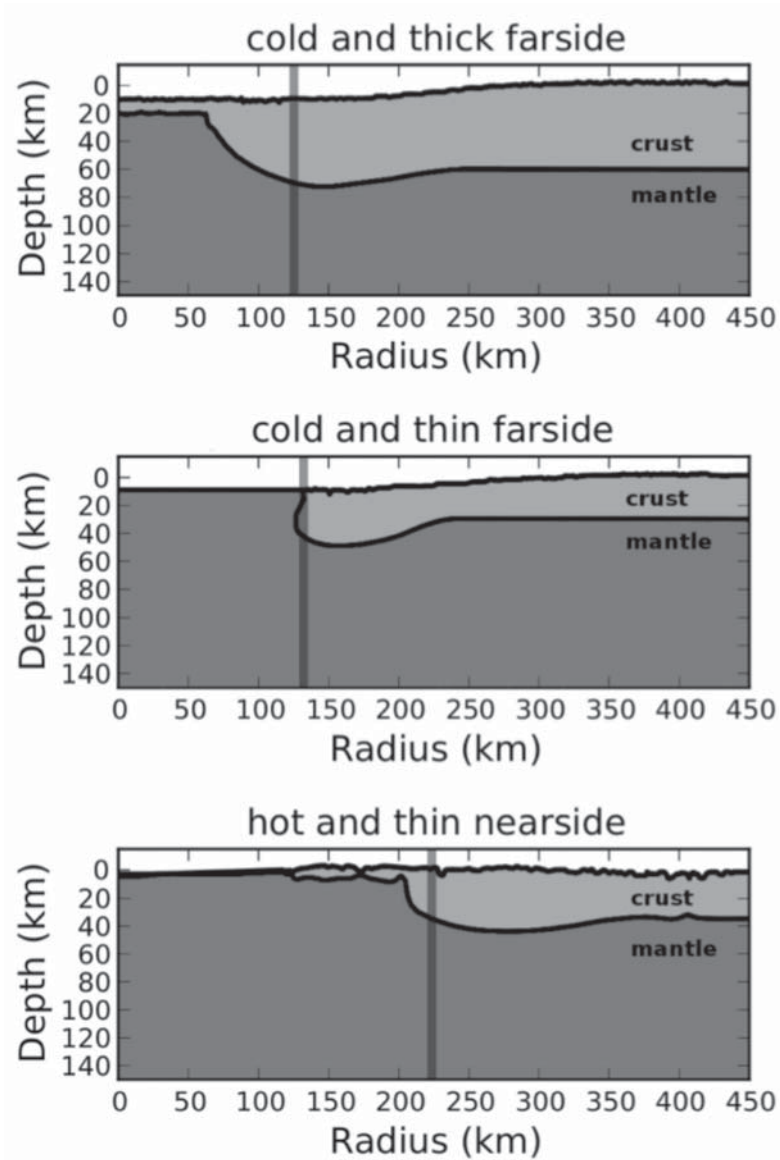 cold and thick farside
Depth (km)
0
20
40
60
80
100
120
140
crust
mantle
0 50 100 150 200 250 300 350 400 450
Radius (km)
cold and thin farside
Depth (km)
0
20
40
60
80
100
120
140
crust
mantle
0 50 100 150 200 250 300 350 400 450
Radius (km)
hot and thin nearside
Depth (km)
0
20
40
60
80
100
120
140
crust
mantle
0 50 100 150 200 250 300 350 400 450
Radius (km)